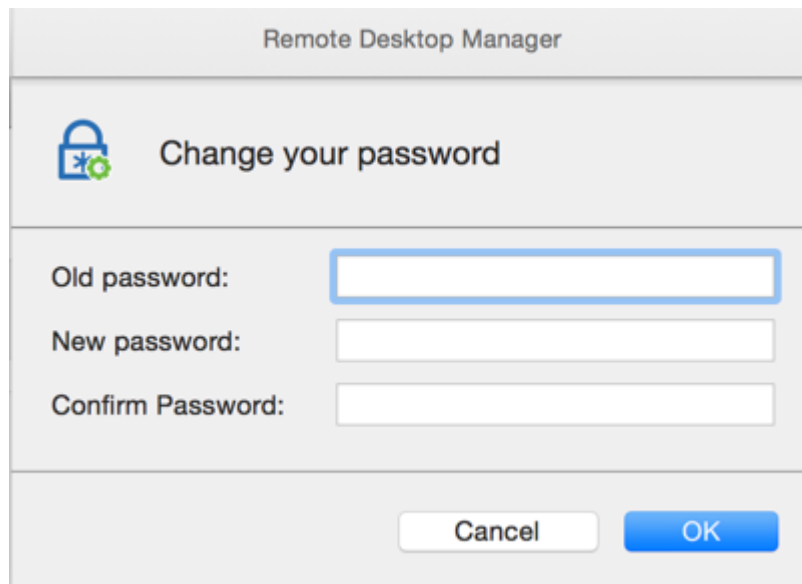 Remote Desktop Manager
Change your password
Old password:
New password:
Confirm Password:
Cancel OK